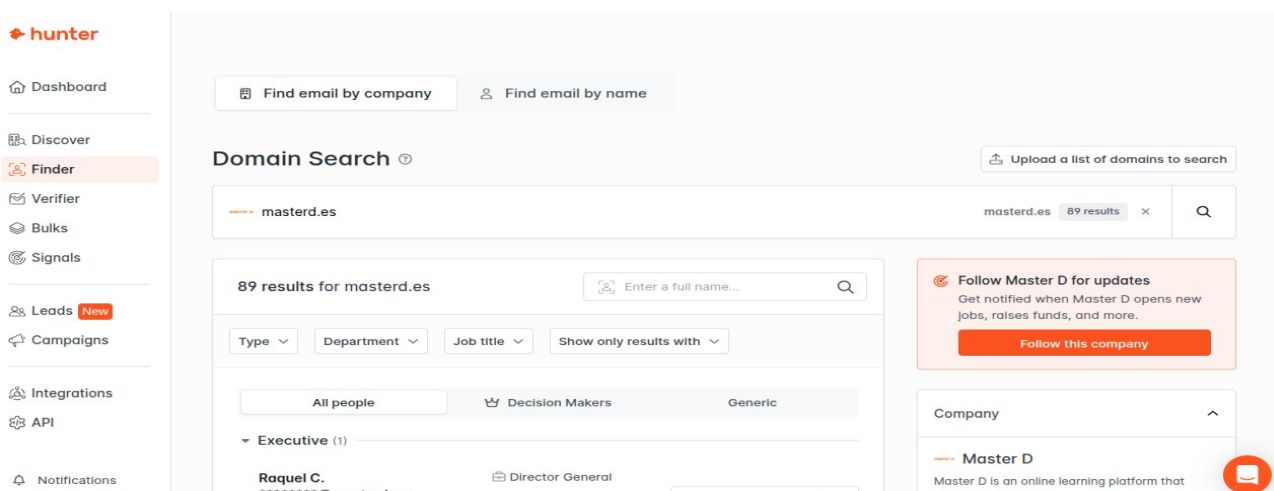 hunter
Dashboard
Discover
Finder
Verifier
Bulks
Signals
Leads New
Campaigns
Integrations
API
Notifications
Find email by company
Find email by name
Domain Search
Upload a list of domains to search
masterd.es
masterd.es 89 results
89 results for masterd.es
Enter a full name...
Type
Department
Job title
Show only results with
All people
Decision Makers
Generic
Executive (1)
Raquel C.
Director General
Follow Master D for updates
Get notified when Master D opens new
jobs, raises funds, and more.
Follow this company
Company
Master D
Master D is an online learning platform that